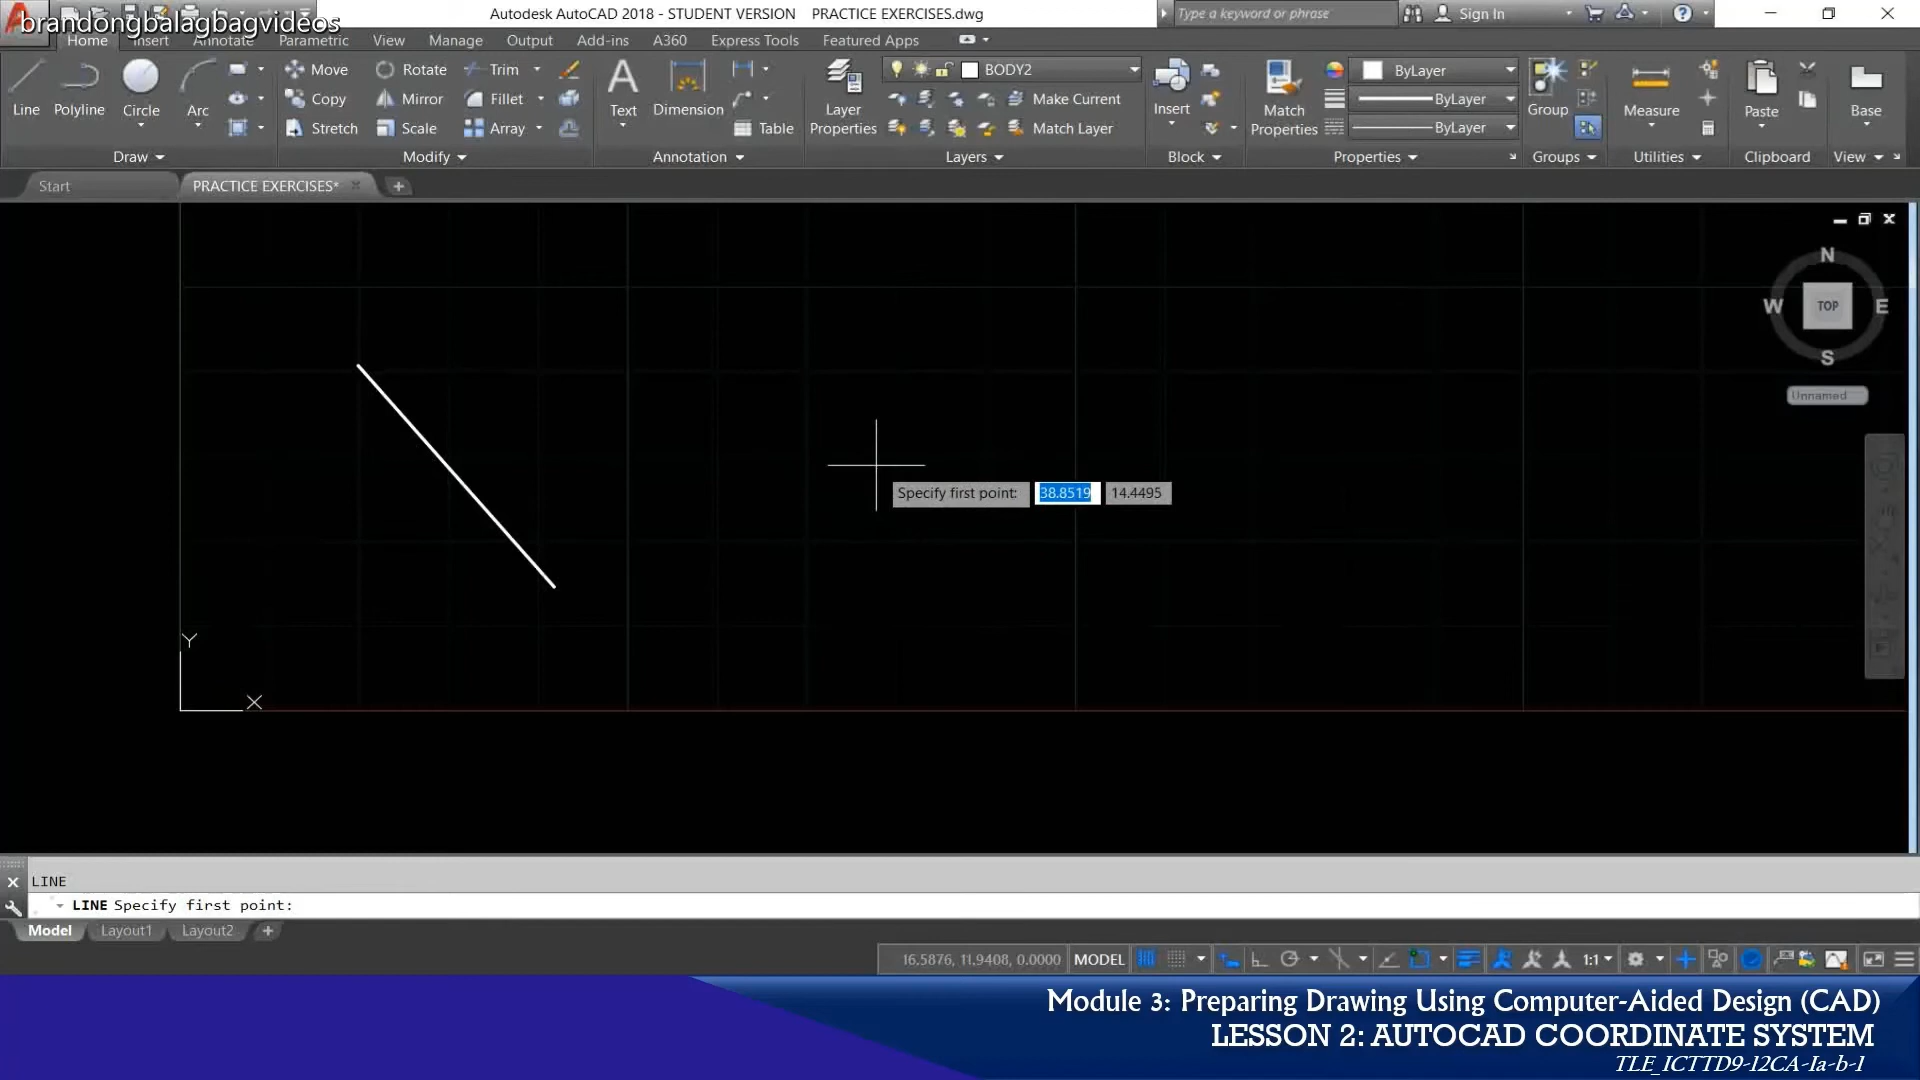 brandongbalagbagvideos
Autodesk AutoCAD 2018 - STUDENT VERSION PRACTICE EXERCISES.dwg
Type a keyword or phrase
Sign In
Home Insert Annotate Parametric View Manage Output Add-ins A360 Express Tools Featured Apps
Line Polyline Circle Arc
Move Rotate Trim
Copy Mirror Fillet
Stretch Scale Array
Text Dimension
Table
Layer Properties
BODY2
Make Current
Match Layer
Insert
Match Properties
ByLayer
ByLayer
ByLayer
Group
Measure
Paste
Base
Draw Modify Annotation Layers Block Properties Groups Utilities Clipboard View
Start PRACTICE EXERCISES*
N
W TOP E
S
Unnamed
Specify first point: 38.8519 14.4495
Y
X
LINE
LINE Specify first point:
Model Layout1 Layout2
16.5876, 11.9408, 0.0000 MODEL 1:1
Module 3: Preparing Drawing Using Computer-Aided Design (CAD)
LESSON 2: AUTOCAD COORDINATE SYSTEM
TLE_ICTTD9-12CA-Ia-b-1